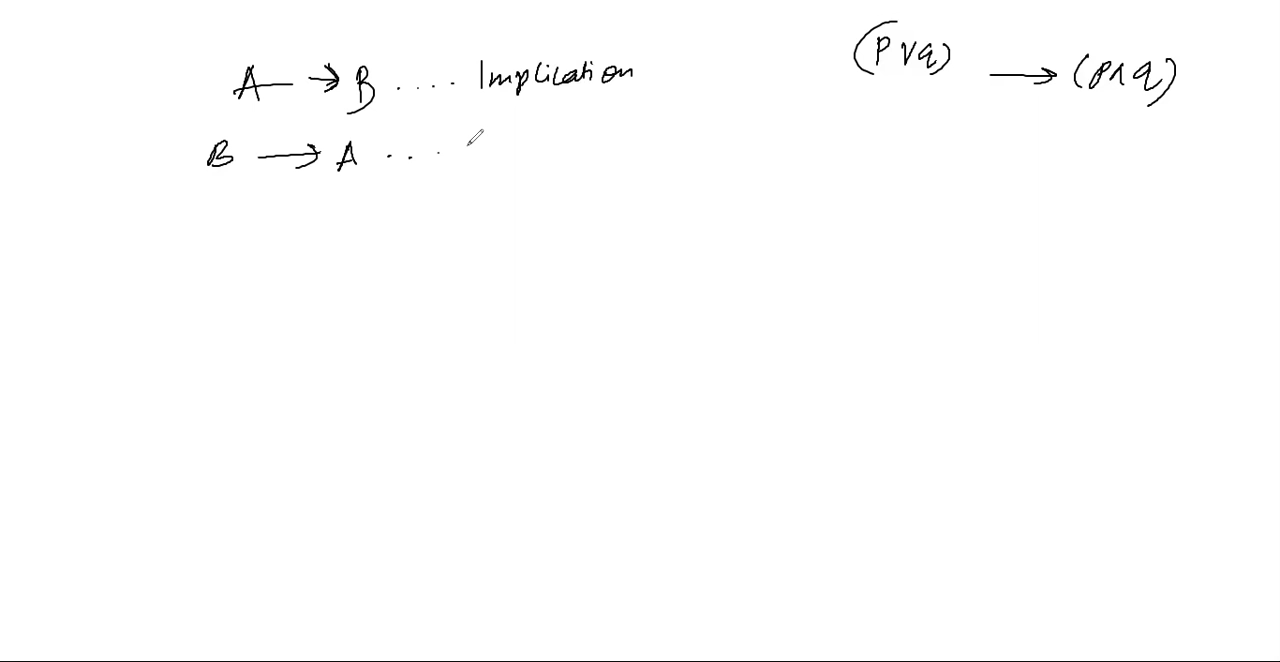 A → B .... Implication
B → A ...
(P ∨ q) → (P ∧ q)